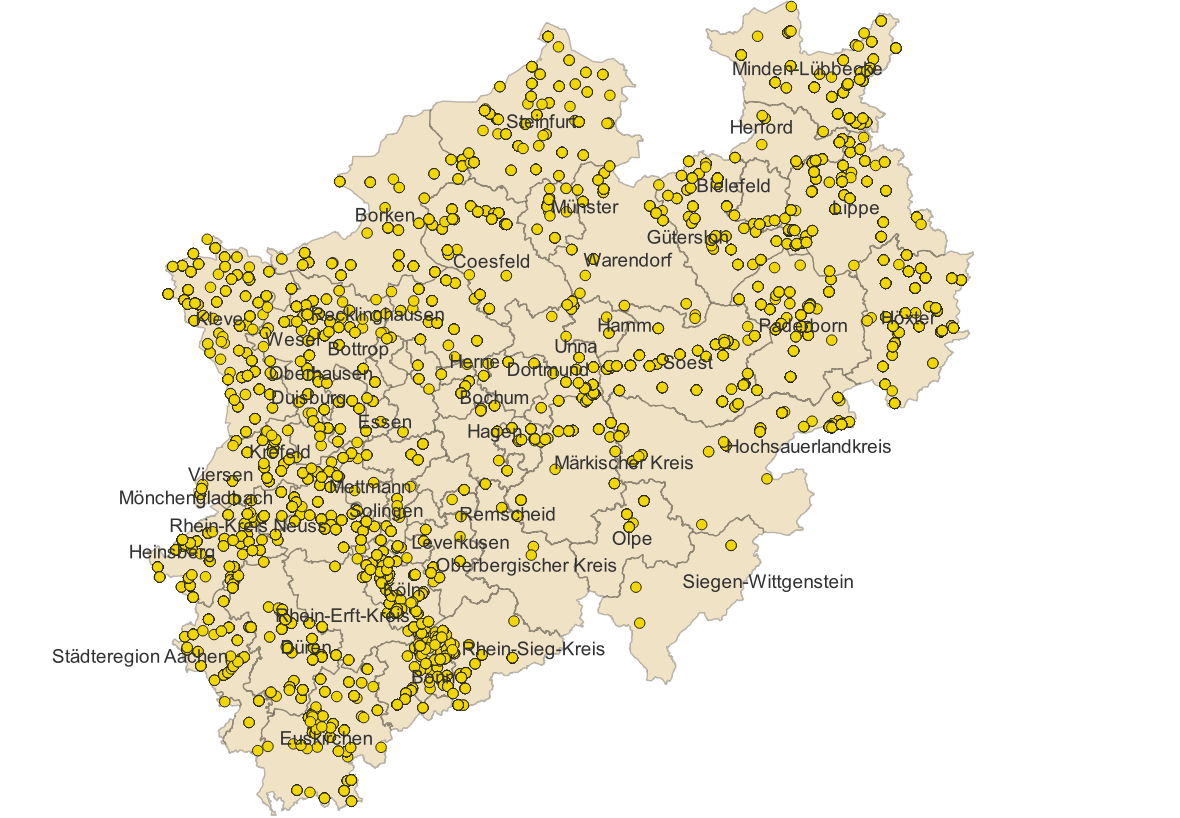 Minden-Lübbecke
Steinfurt
Herford
Bielefeld
Münster
Lippe
Borken
Gütersloh
Coesfeld
Warendorf
Kleve
Recklinghausen
Hamm
Paderborn
Höxter
Wesel
Bottrop
Unna
Herne
Dortmund
Soest
Oberhausen
Duisburg
Bochum
Essen
Hagen
Hochsauerlandkreis
Krefeld
Märkischer Kreis
Viersen
Mettmann
Mönchengladbach
Solingen
Remscheid
Rhein-Kreis Neuss
Olpe
Leverkusen
Heinsberg
Oberbergischer Kreis
Siegen-Wittgenstein
Köln
Rhein-Erft-Kreis
Düren
Rhein-Sieg-Kreis
Städteregion Aachen
Bonn
Euskirchen